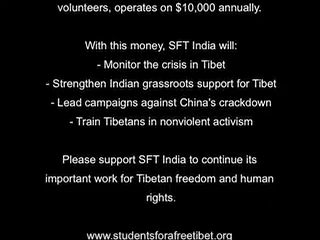 volunteers, operates on $10,000 annually.
With this money, SFT India will:
- Monitor the crisis in Tibet
- Strengthen Indian grassroots support for Tibet
- Lead campaigns against China's crackdown
- Train Tibetans in nonviolent activism
Please support SFT India to continue its
important work for Tibetan freedom and human
rights.
www.studentsforafreetibet.org